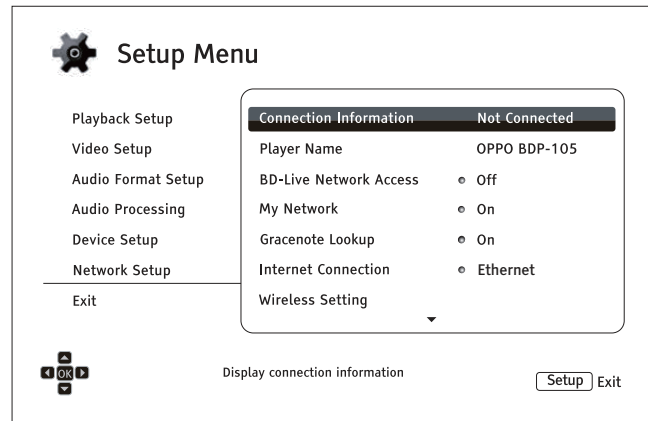 Setup Menu
Playback Setup
Video Setup
Audio Format Setup
Audio Processing
Device Setup
Network Setup
Exit
Connection Information Not Connected
Player Name OPPO BDP-105
BD-Live Network Access Off
My Network On
Gracenote Lookup On
Internet Connection Ethernet
Wireless Setting
OK
Display connection information
Setup Exit